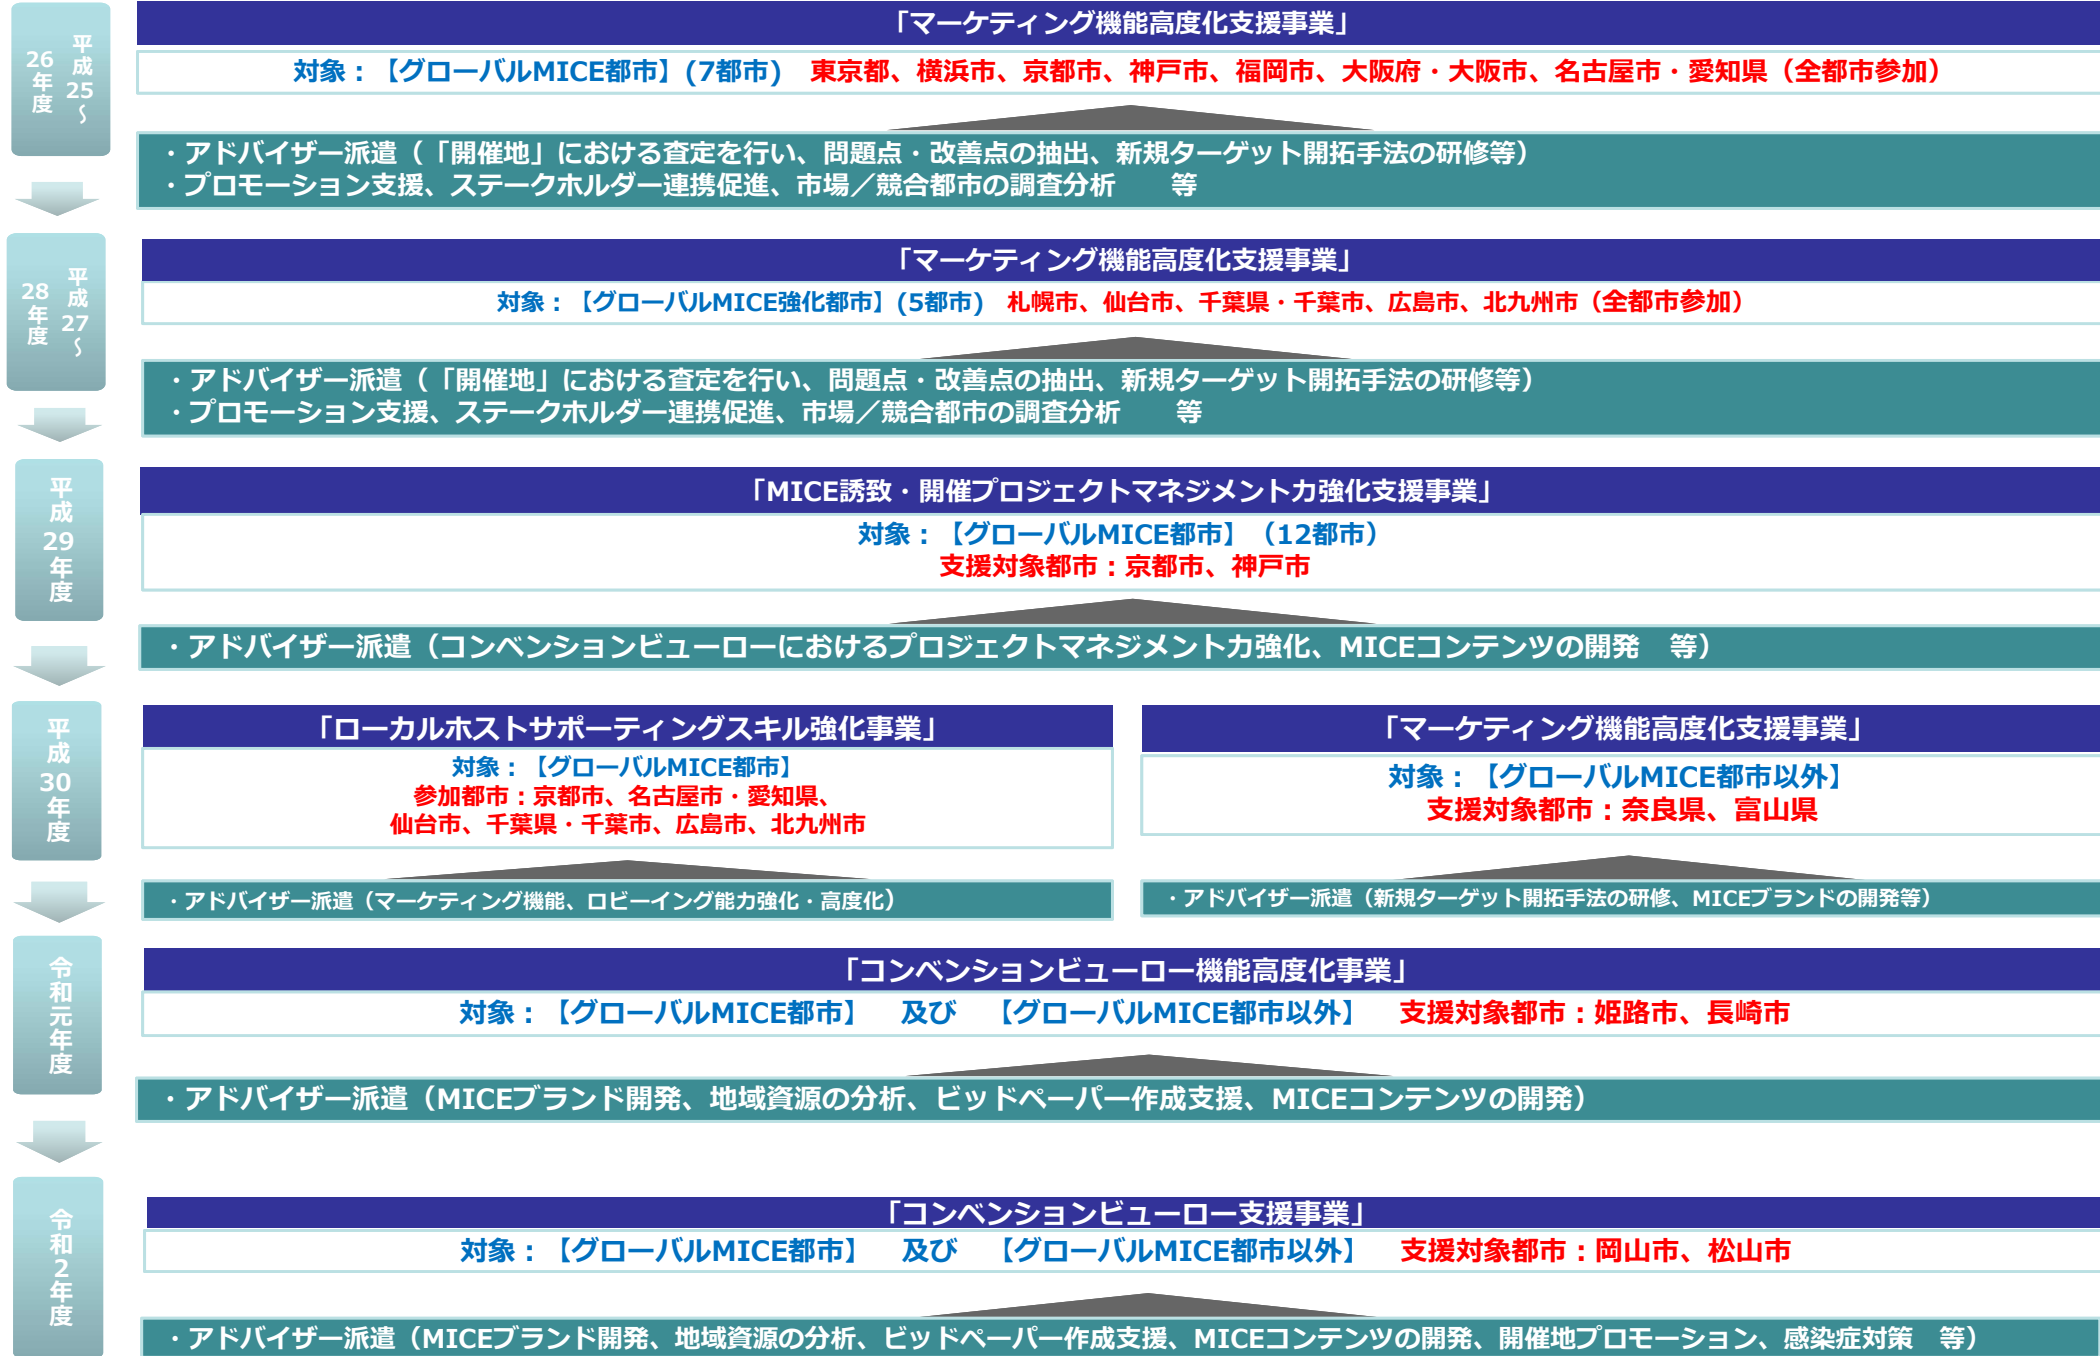 平成25～
26年度
「マーケティング機能高度化支援事業」
対象：【グローバルMICE都市】(7都市)　東京都、横浜市、京都市、神戸市、福岡市、大阪府・大阪市、名古屋市・愛知県（全都市参加）
・アドバイザー派遣（「開催地」における査定を行い、問題点・改善点の抽出、新規ターゲット開拓手法の研修等）
・プロモーション支援、ステークホルダー連携促進、市場／競合都市の調査分析　　等
平成27～
28年度
「マーケティング機能高度化支援事業」
対象：【グローバルMICE強化都市】(5都市)　札幌市、仙台市、千葉県・千葉市、広島市、北九州市（全都市参加）
・アドバイザー派遣（「開催地」における査定を行い、問題点・改善点の抽出、新規ターゲット開拓手法の研修等）
・プロモーション支援、ステークホルダー連携促進、市場／競合都市の調査分析　　等
平成29年度
「MICE誘致・開催プロジェクトマネジメント力強化支援事業」
対象：【グローバルMICE都市】（12都市）
支援対象都市：京都市、神戸市
・アドバイザー派遣（コンベンションビューローにおけるプロジェクトマネジメント力強化、MICEコンテンツの開発　等）
平成30年度
「ローカルホストサポーティングスキル強化事業」
対象：【グローバルMICE都市】
参加都市：京都市、名古屋市・愛知県、
仙台市、千葉県・千葉市、広島市、北九州市
・アドバイザー派遣（マーケティング機能、ロビーイング能力強化・高度化）
「マーケティング機能高度化支援事業」
対象：【グローバルMICE都市以外】
支援対象都市：奈良県、富山県
・アドバイザー派遣（新規ターゲット開拓手法の研修、MICEブランドの開発等）
令和元年度
「コンベンションビューロー機能高度化事業」
対象：【グローバルMICE都市】　及び　【グローバルMICE都市以外】　支援対象都市：姫路市、長崎市
・アドバイザー派遣（MICEブランド開発、地域資源の分析、ビッドペーパー作成支援、MICEコンテンツの開発）
令和2年度
「コンベンションビューロー支援事業」
対象：【グローバルMICE都市】　及び　【グローバルMICE都市以外】　支援対象都市：岡山市、松山市
・アドバイザー派遣（MICEブランド開発、地域資源の分析、ビッドペーパー作成支援、MICEコンテンツの開発、開催地プロモーション、感染症対策　等）